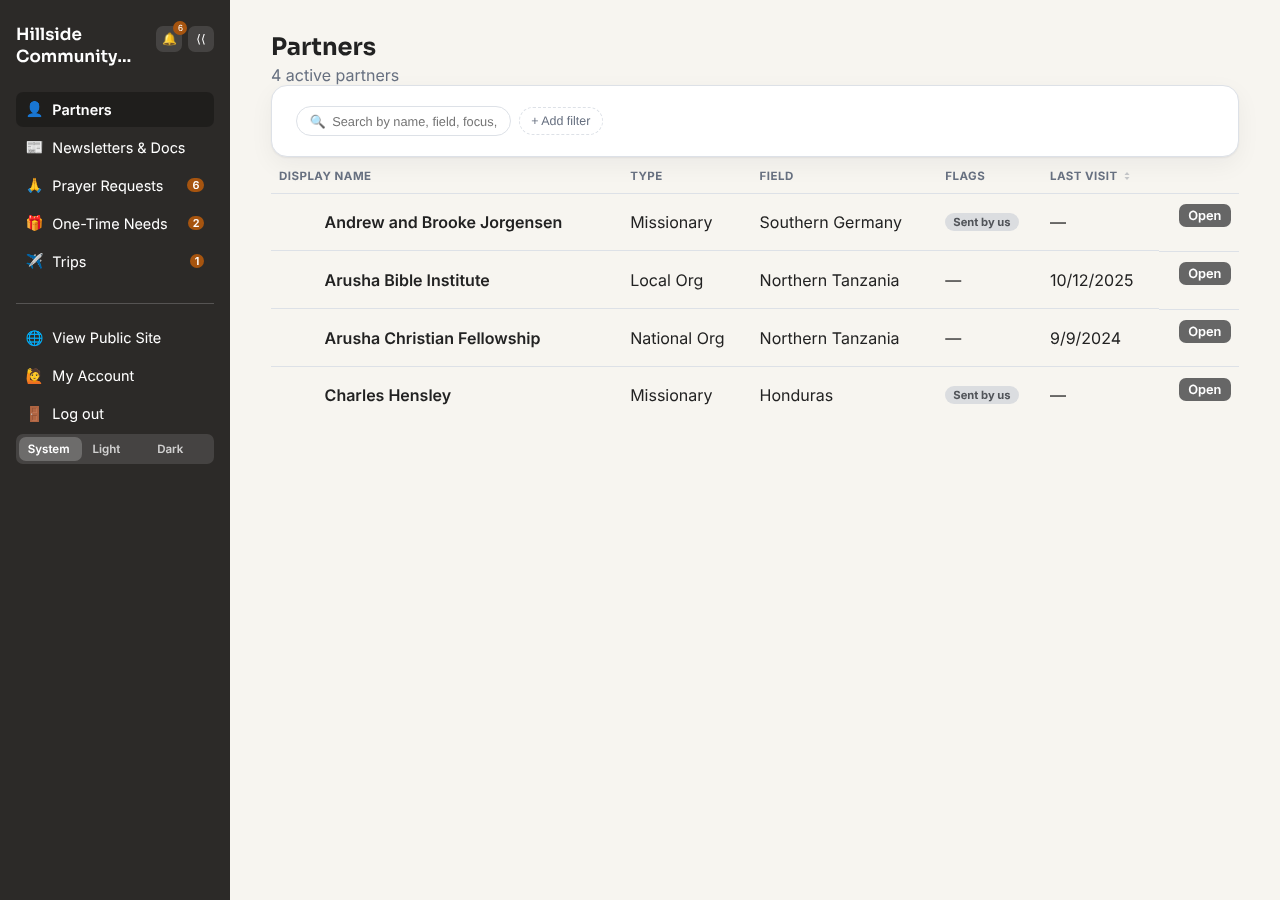 Hillside
Community...
6
⟨⟨
Partners
Newsletters & Docs
Prayer Requests 6
One-Time Needs 2
Trips 1
View Public Site
My Account
Log out
System Light Dark
Partners
4 active partners
Search by name, field, focus,
+ Add filter
DISPLAY NAME TYPE FIELD FLAGS LAST VISIT
Andrew and Brooke Jorgensen Missionary Southern Germany Sent by us — Open
Arusha Bible Institute Local Org Northern Tanzania — 10/12/2025 Open
Arusha Christian Fellowship National Org Northern Tanzania — 9/9/2024 Open
Charles Hensley Missionary Honduras Sent by us — Open